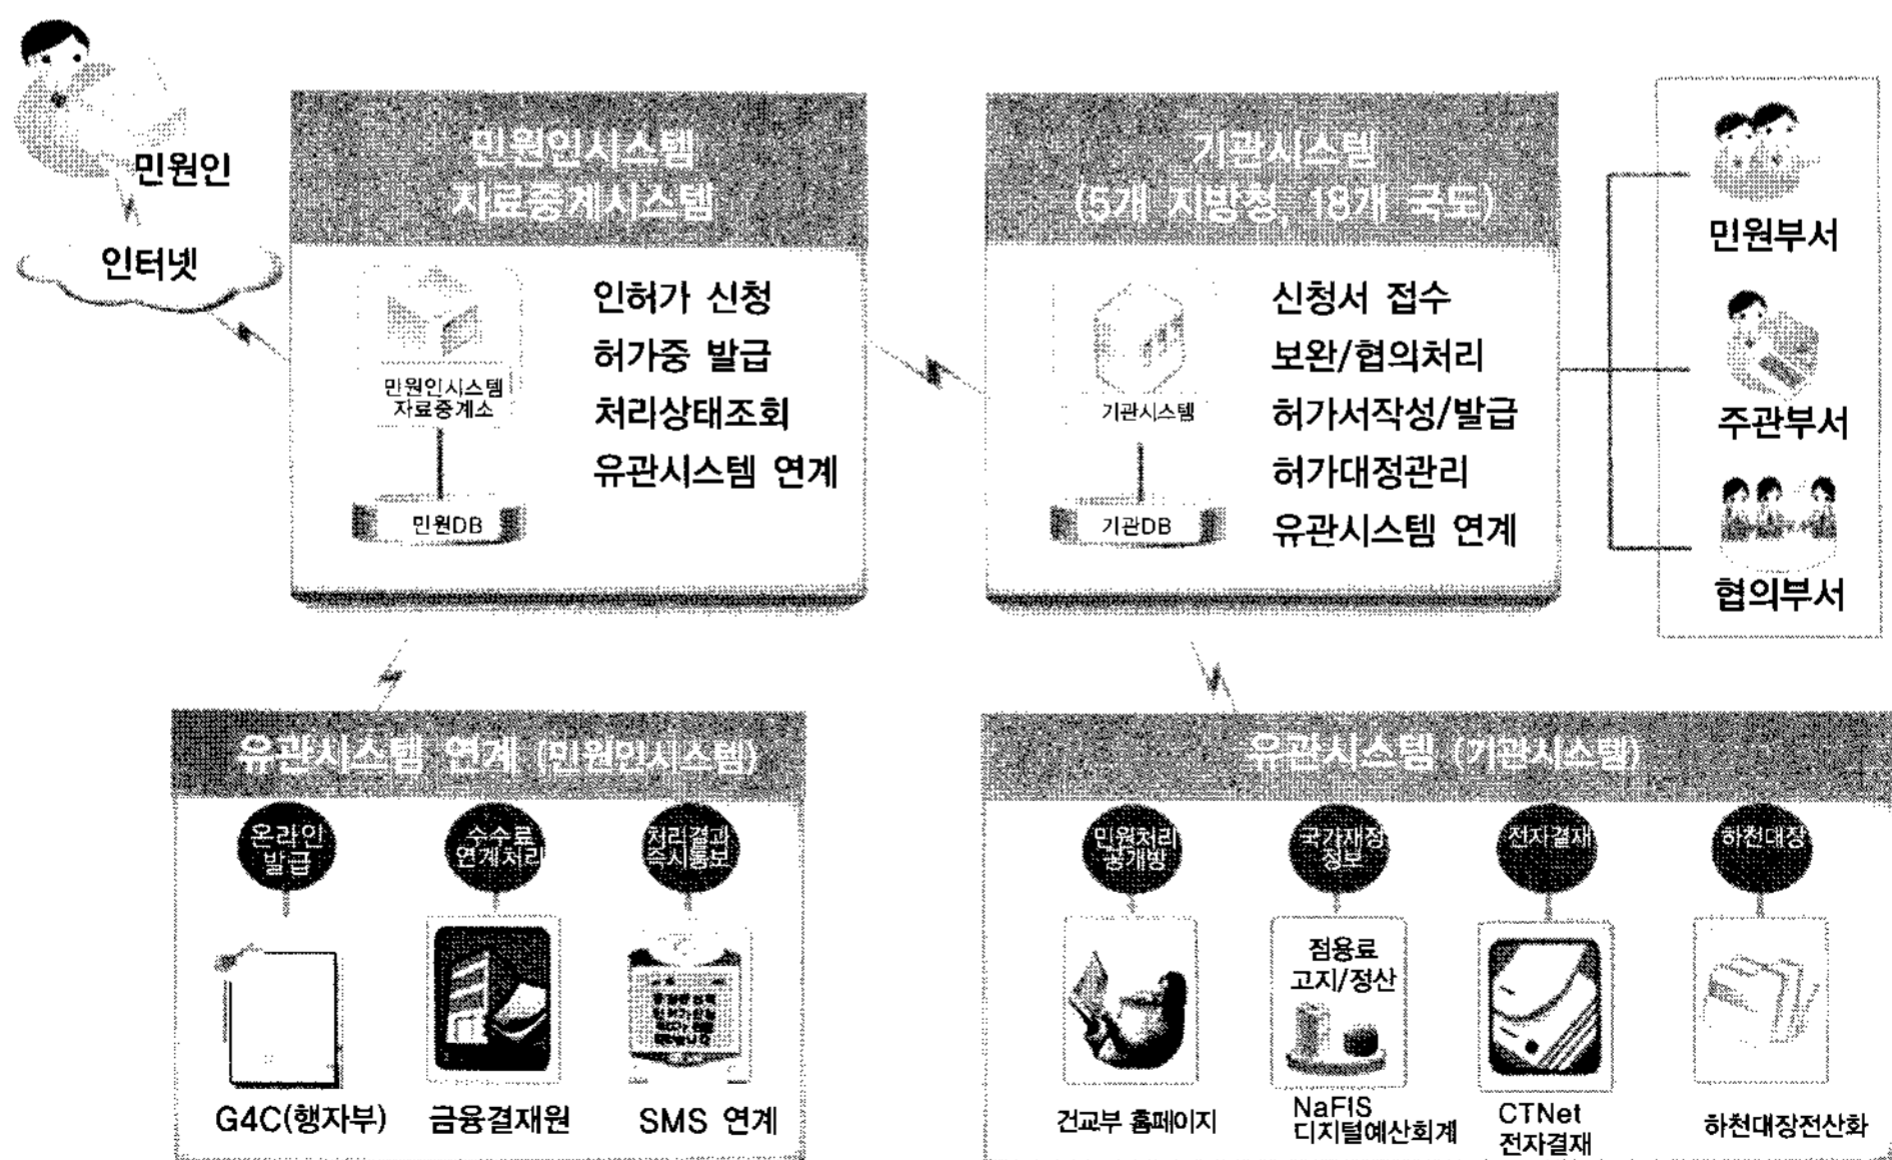 민원인
인터넷
민원인시스템
자료중계시스템
인허가 신청
허가중 발급
처리상태조회
유관시스템 연계
민원인시스템
자료중계소
민원DB
기관시스템
(5개 지방청, 18개 국도)
신청서 접수
보완/협의처리
허가서작성/발급
허가대정관리
유관시스템 연계
기관시스템
기관DB
민원부서
주관부서
협의부서
유관시스템 연계 (민원인시스템)
온라인
발급
수수료
연계처리
처리결과
즉시통보
G4C(행자부)
금융결재원
SMS 연계
유관시스템 (기관시스템)
민원처리
공개방
국가재정
정보
전자결재
하천대장
점용료
고지/정산
건교부 홈페이지
NaFIS
디지털예산회계
CTNet
전자결재
하천대장전산화